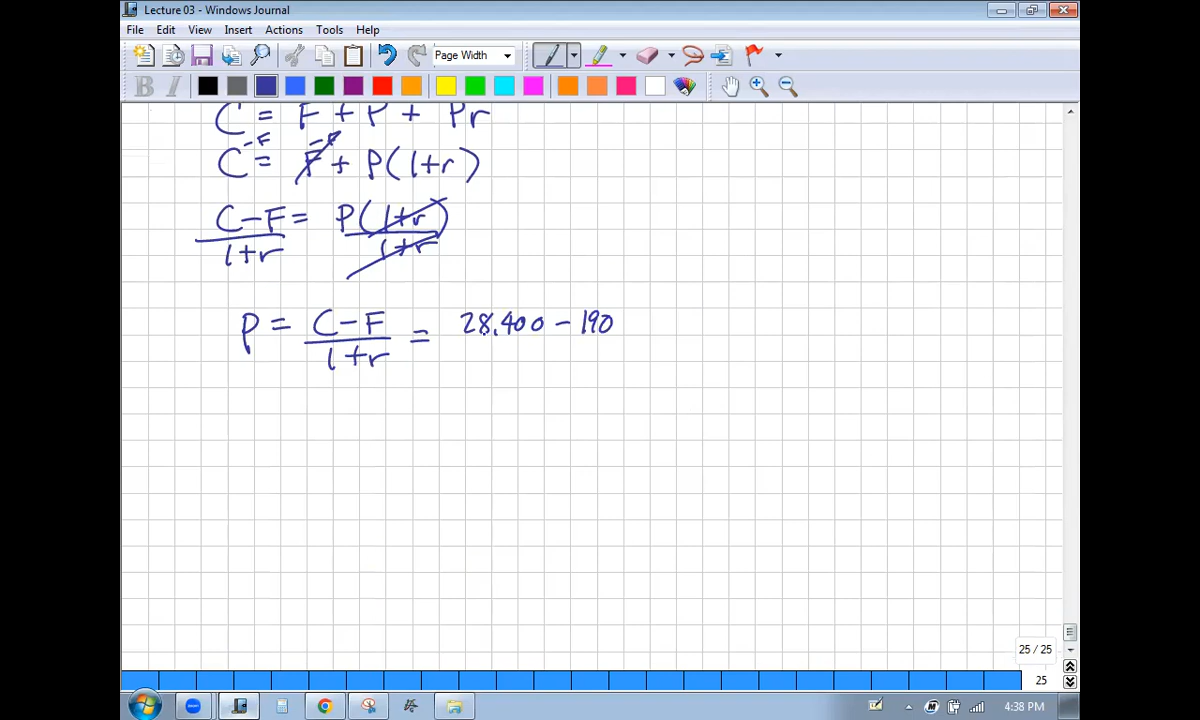 Lecture 03 - Windows Journal
File Edit View Insert Actions Tools Help
Page Width
B I
C = F + P + Pr
-F -F
C = F + P(1+r)
C-F = P(1+r)
1+r 1+r
P = C-F = 28,400 - 190
1+r
25 / 25
25
4:38 PM